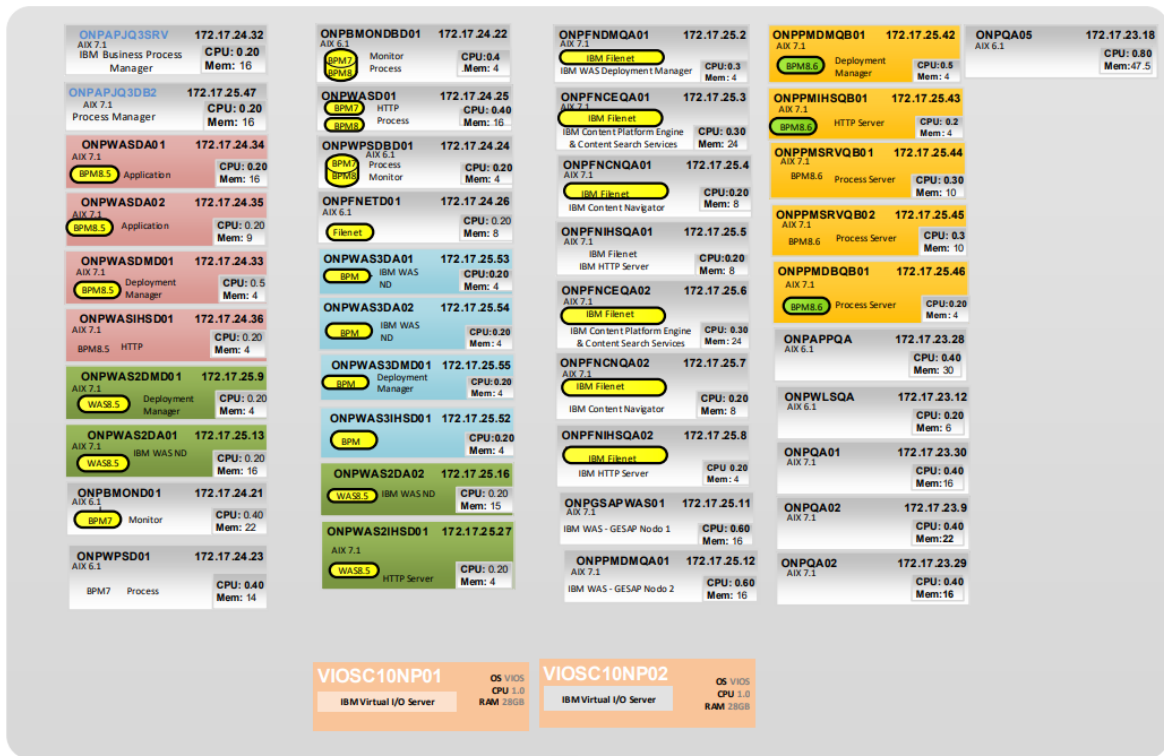 ONPAPJQ3SRV 172.17.24.32
AIX 7.1
IBM Business Process
Manager
CPU: 0.20
Mem: 16
ONPAPJQ3DB2 172.17.25.47
AIX 7.1
Process Manager
CPU: 0.20
Mem: 16
ONPWASDA01 172.17.24.34
AIX 7.1
BPM8.5 Application
CPU: 0.20
Mem: 16
ONPWASDA02 172.17.24.35
AIX 7.1
BPM8.5 Application
CPU: 0.20
Mem: 9
ONPWASDMD01 172.17.24.33
AIX 7.1
BPM8.5 Deployment
Manager
CPU: 0.5
Mem: 4
ONPWASIHSD01 172.17.24.36
AIX 7.1
BPM8.5 HTTP
CPU: 0.20
Mem: 4
ONPWAS2DMD01 172.17.25.9
AIX 7.1
WAS8.5 Deployment
Manager
CPU: 0.20
Mem: 4
ONPWAS2DA01 172.17.25.13
AIX 7.1
WAS8.5 IBM WAS ND
CPU: 0.20
Mem: 16
ONPBMOND01 172.17.24.21
AIX 6.1
BPM7 Monitor
CPU: 0.40
Mem: 22
ONPWPSD01 172.17.24.23
AIX 6.1
BPM7 Process
CPU: 0.40
Mem: 14
ONPBMONDBD01 172.17.24.22
AIX 6.1
BPM7 Monitor
BPM8 Process
CPU:0.4
Mem: 4
ONPWASD01 172.17.24.25
BPM7 HTTP
BPM8 Process
CPU: 0.40
Mem: 16
ONPWPSDBD01 172.17.24.24
AIX 6.1
BPM7 Process
BPM8 Monitor
CPU: 0.20
Mem: 4
ONPFNETD01 172.17.24.26
AIX 6.1
Filenet
CPU: 0.20
Mem: 8
ONPWAS3DA01 172.17.25.53
BPM IBM WAS
ND
CPU:0.20
Mem: 4
ONPWAS3DA02 172.17.25.54
BPM IBM WAS
ND
CPU:0.20
Mem: 4
ONPWAS3DMD01 172.17.25.55
BPM Deployment
Manager
CPU:0.20
Mem: 4
ONPWAS3IHSD01 172.17.25.52
BPM
CPU:0.20
Mem: 4
ONPWAS2DA02 172.17.25.16
WAS8.5 IBM WAS ND
CPU: 0.20
Mem: 15
ONPWAS2IHSD01 172.17.25.27
AIX 7.1
WAS8.5 HTTP Server
CPU: 0.20
Mem: 4
ONPFNDMQA01 172.17.25.2
AIX 7.1
IBM Filenet
IBM WAS Deployment Manager
CPU:0.3
Mem: 4
ONPFNCEQA01 172.17.25.3
AIX 7.1
IBM Filenet
IBM Content Platform Engine
& Content Search Services
CPU: 0.30
Mem: 24
ONPFNCNQA01 172.17.25.4
AIX 7.1
IBM Filenet
IBM Content Navigator
CPU:0.20
Mem: 8
ONPFNIHSQA01 172.17.25.5
AIX 7.1
IBM Filenet
IBM HTTP Server
CPU:0.20
Mem: 8
ONPFNCEQA02 172.17.25.6
AIX 7.1
IBM Filenet
IBM Content Platform Engine
& Content Search Services
CPU: 0.30
Mem: 24
ONPFNCNQA02 172.17.25.7
AIX 7.1
IBM Filenet
IBM Content Navigator
CPU: 0.20
Mem: 8
ONPFNIHSQA02 172.17.25.8
AIX 7.1
IBM Filenet
IBM HTTP Server
CPU 0.20
Mem: 4
ONPGSAPWAS01 172.17.25.11
AIX 7.1
IBM WAS - GESAP Nodo 1
CPU: 0.60
Mem: 16
ONPPMDMQA01 172.17.25.12
AIX 7.1
IBM WAS - GESAP Nodo 2
CPU: 0.60
Mem: 16
ONPPMDMQB01 172.17.25.42
AIX 7.1
BPM8.6 Deployment
Manager
CPU:0.5
Mem: 4
ONPPMIHSQB01 172.17.25.43
AIX 7.1
BPM8.6 HTTP Server
CPU: 0.2
Mem: 4
ONPPMSRVQB01 172.17.25.44
AIX 7.1
BPM8.6 Process Server
CPU: 0.30
Mem: 10
ONPPMSRVQB02 172.17.25.45
AIX 7.1
BPM8.6 Process Server
CPU: 0.3
Mem: 10
ONPPMDBQB01 172.17.25.46
AIX 7.1
BPM8.6 Process Server
CPU:0.20
Mem: 4
ONPAPPQA 172.17.23.28
AIX 6.1
CPU: 0.40
Mem: 30
ONPWLSQA 172.17.23.12
AIX 6.1
CPU: 0.20
Mem: 6
ONPQA01 172.17.23.30
AIX 7.1
CPU: 0.40
Mem:16
ONPQA02 172.17.23.9
AIX 7.1
CPU: 0.40
Mem:22
ONPQA02 172.17.23.29
AIX 7.1
CPU: 0.40
Mem:16
ONPQA05 172.17.23.18
AIX 6.1
CPU: 0.80
Mem:47.5
VIOSC10NP01
IBM Virtual I/O Server
OS VIOS
CPU 1.0
RAM 28GB
VIOSC10NP02
IBM Virtual I/O Server
OS VIOS
CPU 1.0
RAM 28GB